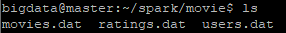 bigdata@master:~/spark/movie$ ls
movies.dat  ratings.dat  users.dat